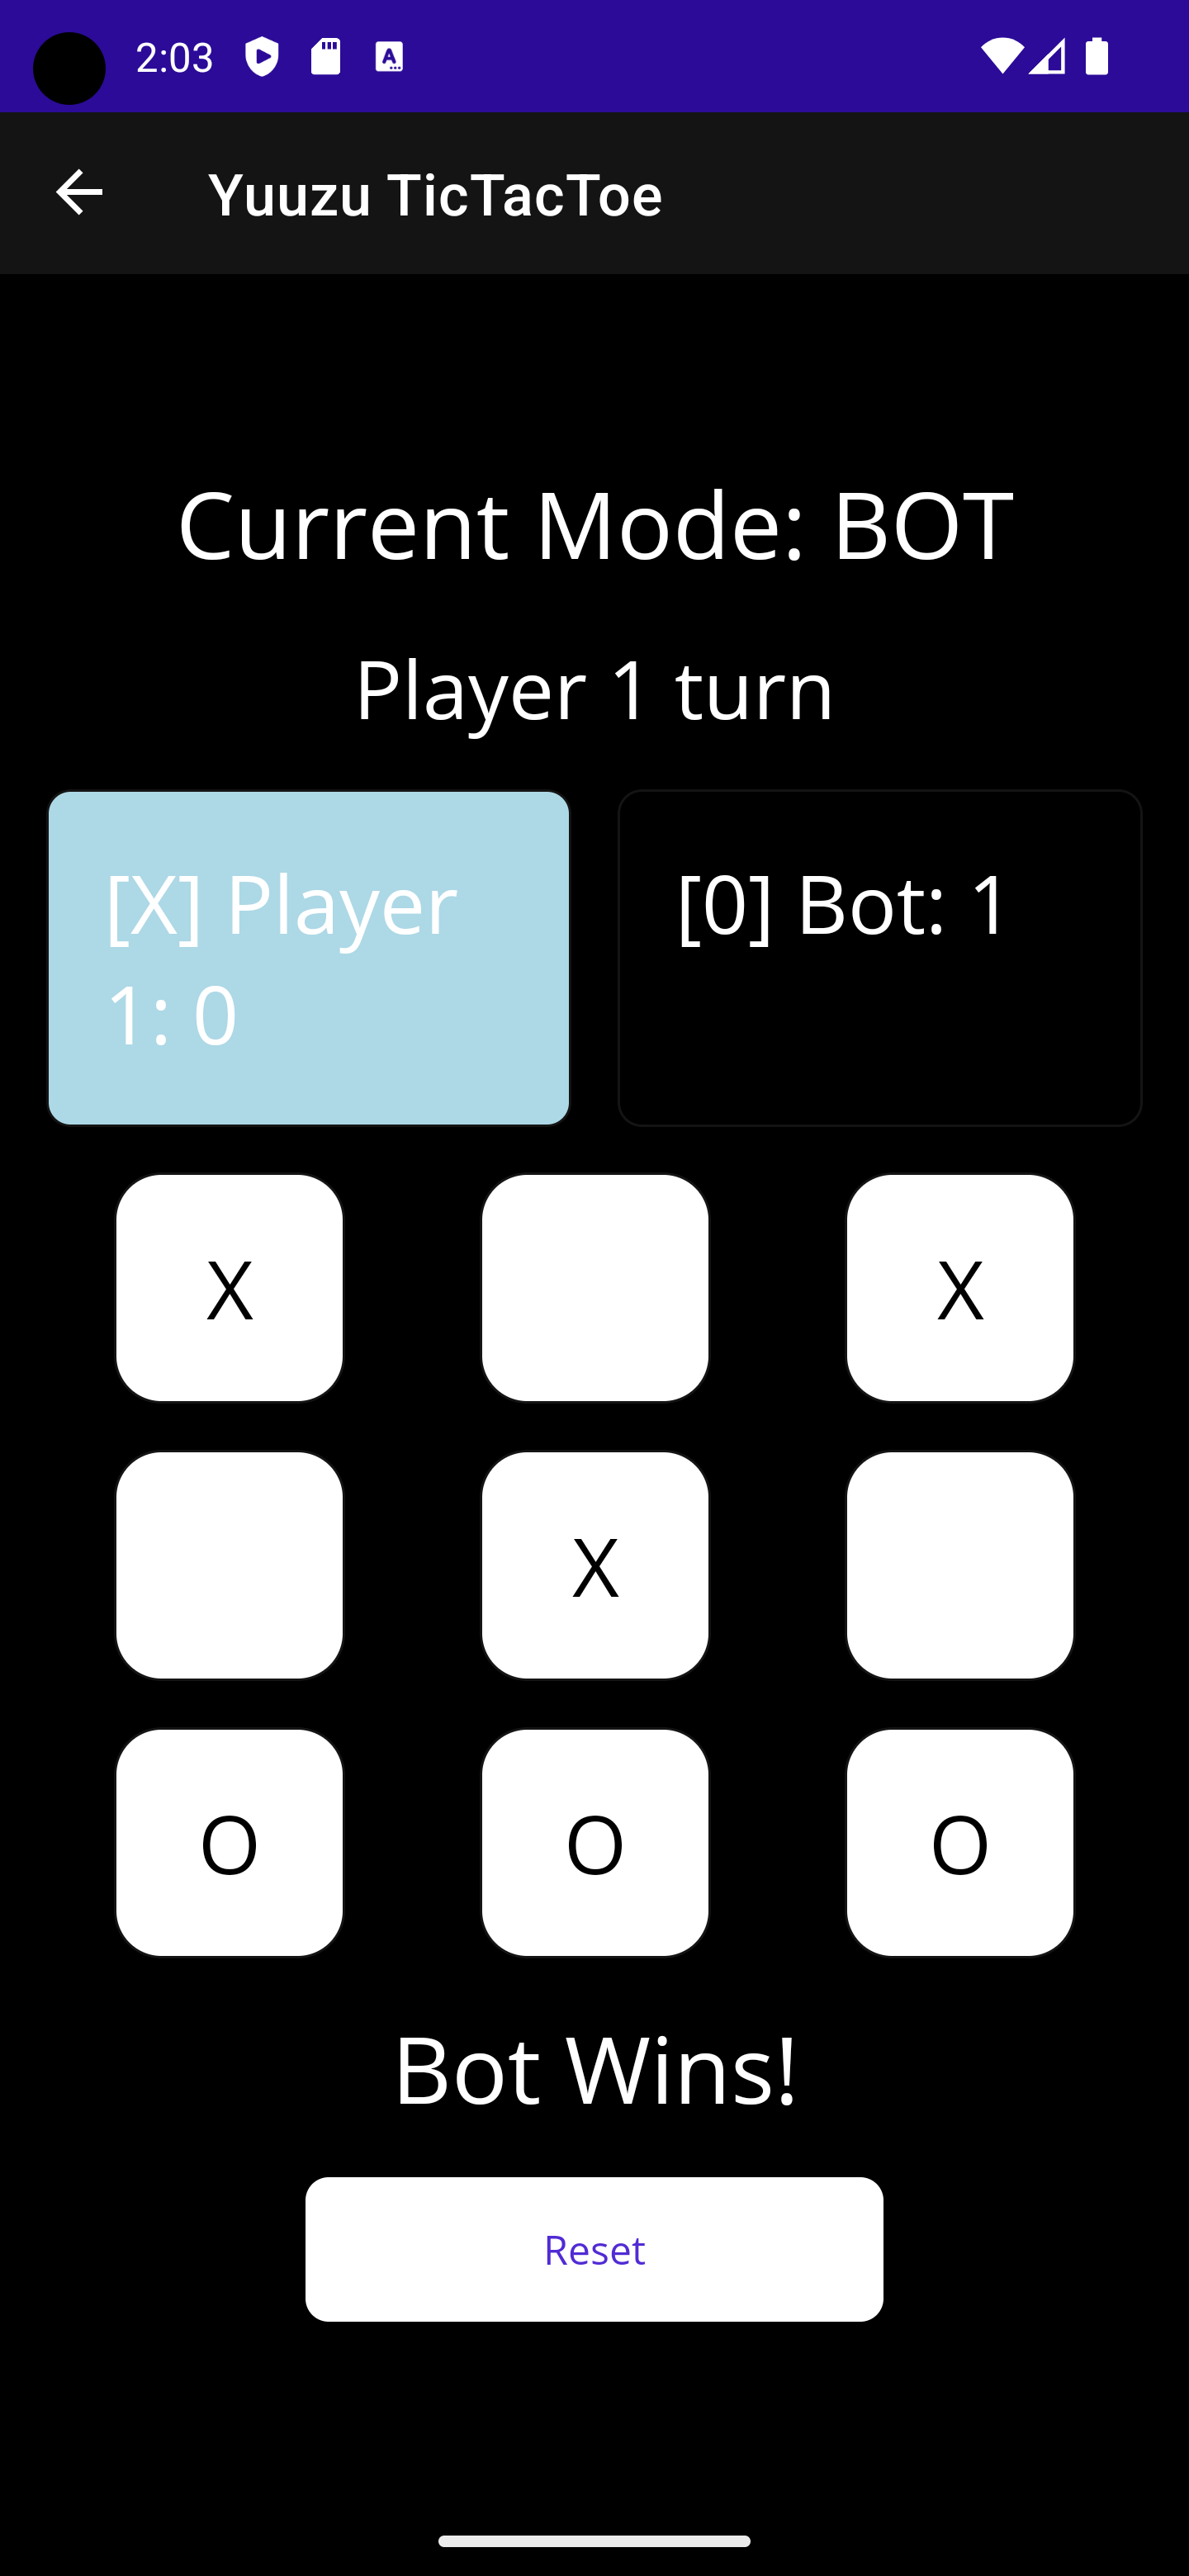 2:03
Yuuzu TicTacToe
Current Mode: BOT
Player 1 turn
[X] Player
1: 0
[0] Bot: 1
X X
X
O O O
Bot Wins!
Reset